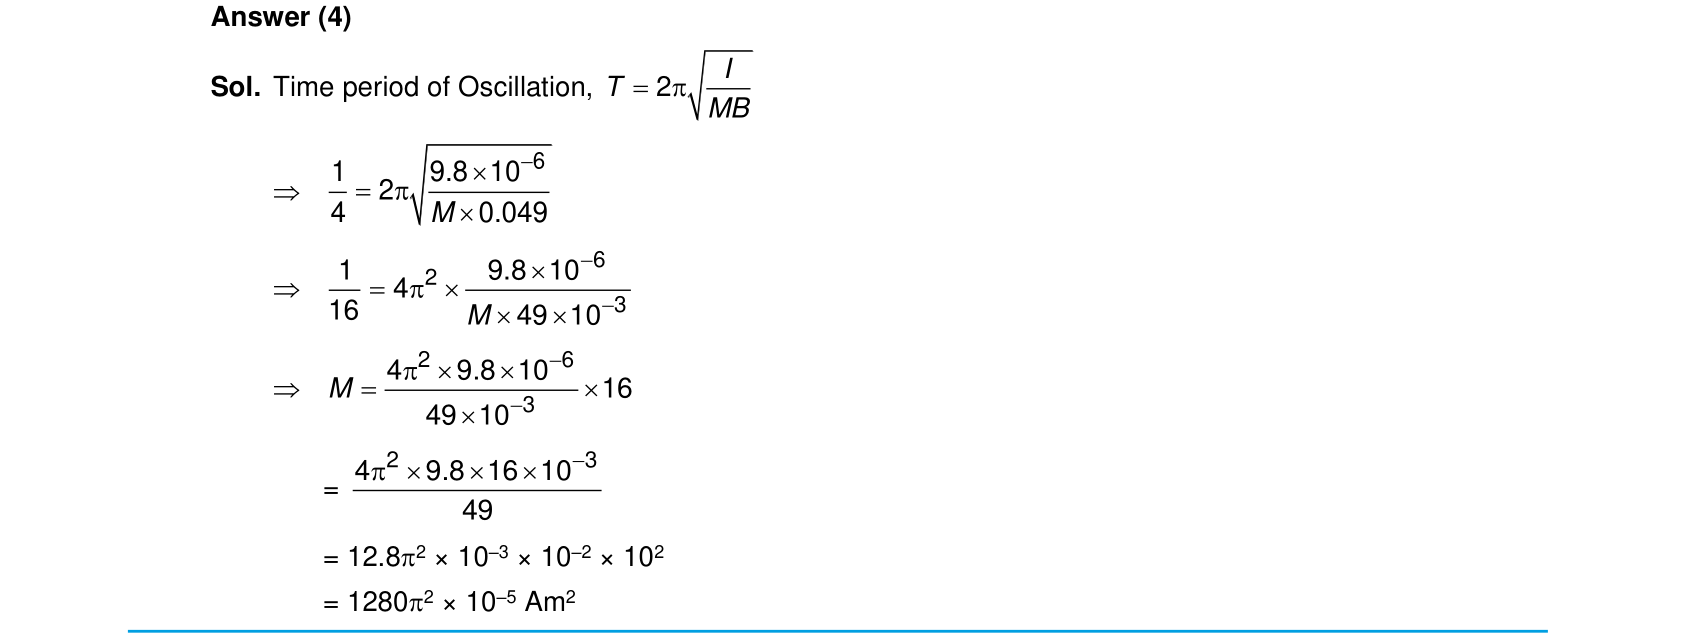 Answer (4)
Sol. Time period of Oscillation, T = 2π√(I/MB)
⇒ 1/4 = 2π√(9.8×10⁻⁶/M×0.049)
⇒ 1/16 = 4π² × 9.8×10⁻⁶/M×49×10⁻³
⇒ M = 4π²×9.8×10⁻⁶/49×10⁻³ ×16
= 4π²×9.8×16×10⁻³/49
= 12.8π² × 10⁻³ × 10⁻² × 10²
= 1280π² × 10⁻⁵ Am²